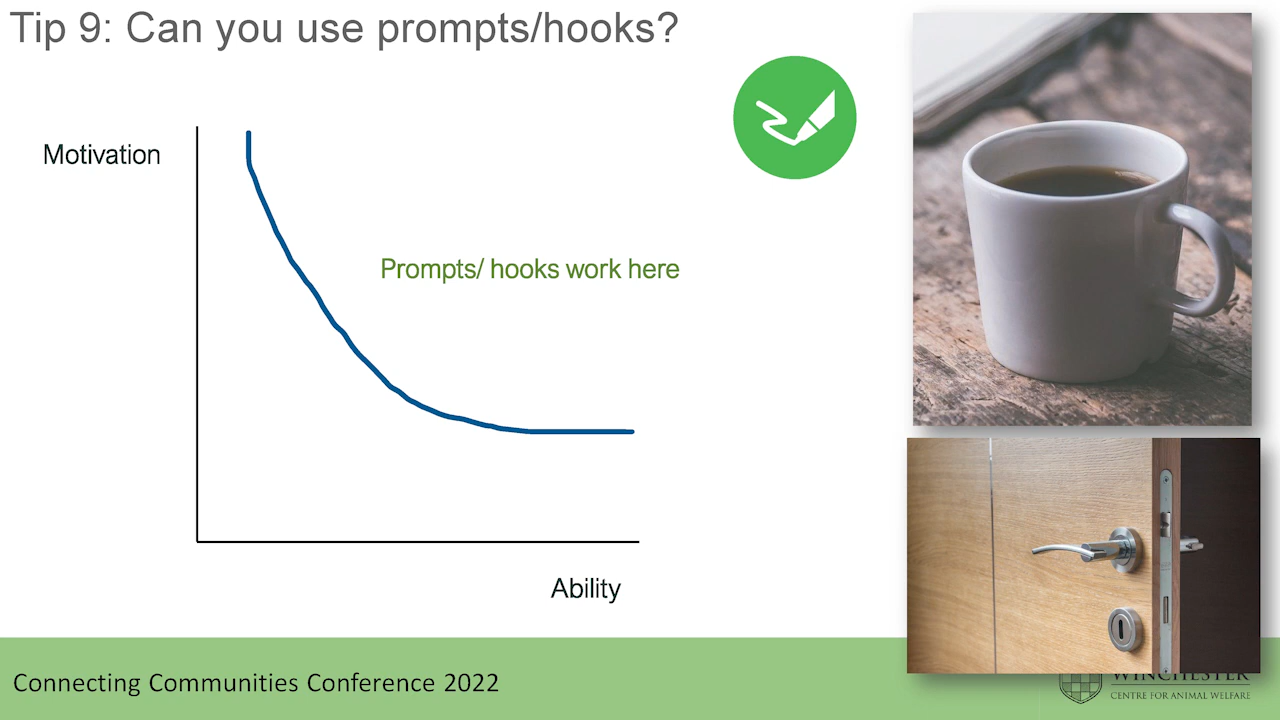 Tip 9: Can you use prompts/hooks?
Motivation
Prompts/ hooks work here
Ability
Connecting Communities Conference 2022
WINCHESTER
CENTRE FOR ANIMAL WELFARE